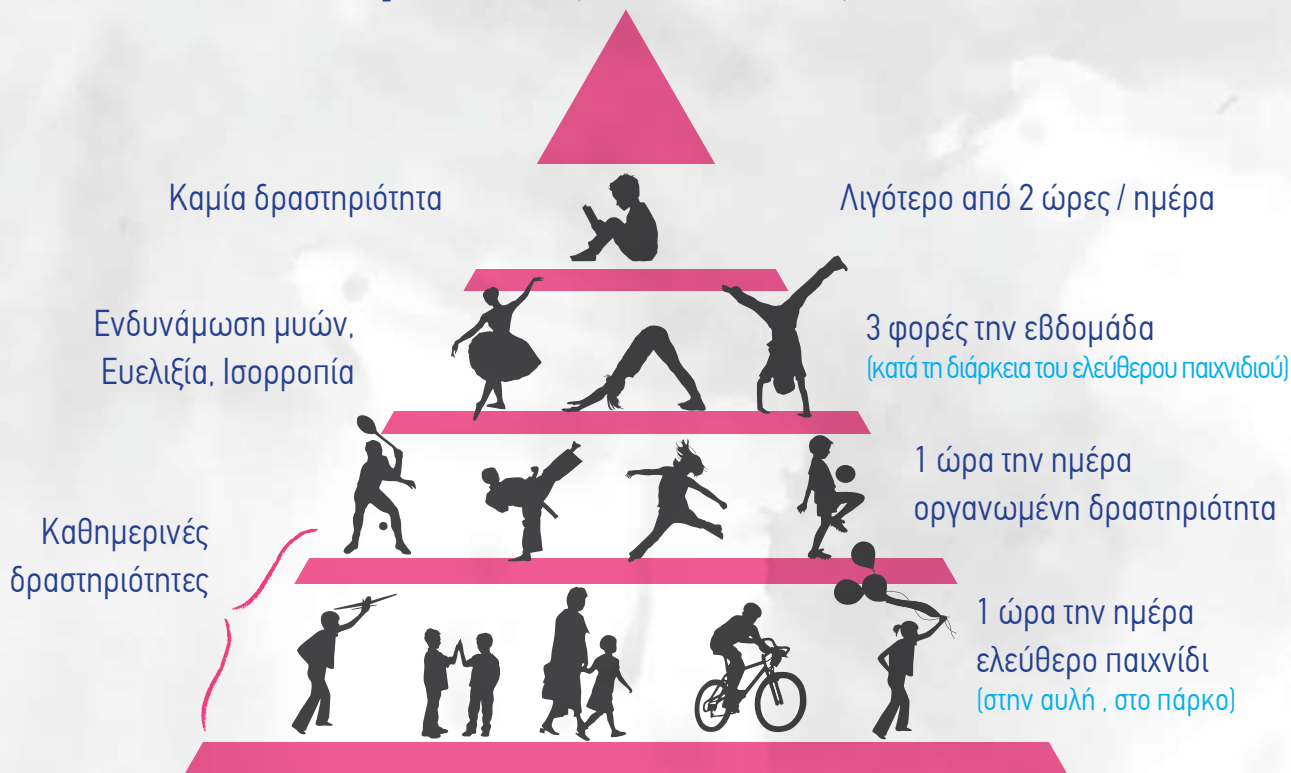 Καμία δραστηριότητα
Λιγότερο από 2 ώρες / ημέρα
Ενδυνάμωση μυών,
Ευελιξία, Ισορροπία
3 φορές την εβδομάδα
(κατά τη διάρκεια του ελεύθερου παιχνιδιού)
1 ώρα την ημέρα
οργανωμένη δραστηριότητα
Καθημερινές
δραστηριότητες
1 ώρα την ημέρα
ελεύθερο παιχνίδι
(στην αυλή , στο πάρκο)